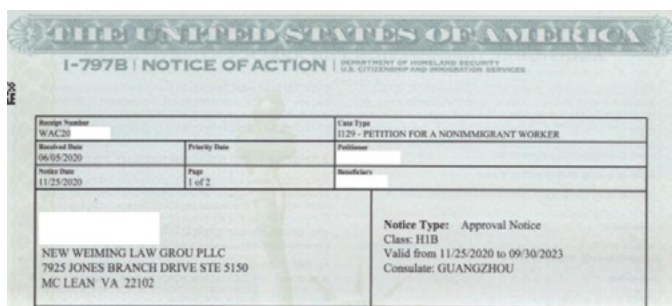 THE UNITED STATES OF AMERICA
I-797B | NOTICE OF ACTION | DEPARTMENT OF HOMELAND SECURITY
U.S. CITIZENSHIP AND IMMIGRATION SERVICES
Receipt Number
WAC20
Case Type
I129 - PETITION FOR A NONIMMIGRANT WORKER
Received Date
06/05/2020
Priority Date
Petitioner
Notice Date
11/25/2020
Page
1 of 2
Beneficiary
NEW WEIMING LAW GROU PLLC
7925 JONES BRANCH DRIVE STE 5150
MC LEAN VA 22102
Notice Type: Approval Notice
Class: H1B
Valid from 11/25/2020 to 09/30/2023
Consulate: GUANGZHOU